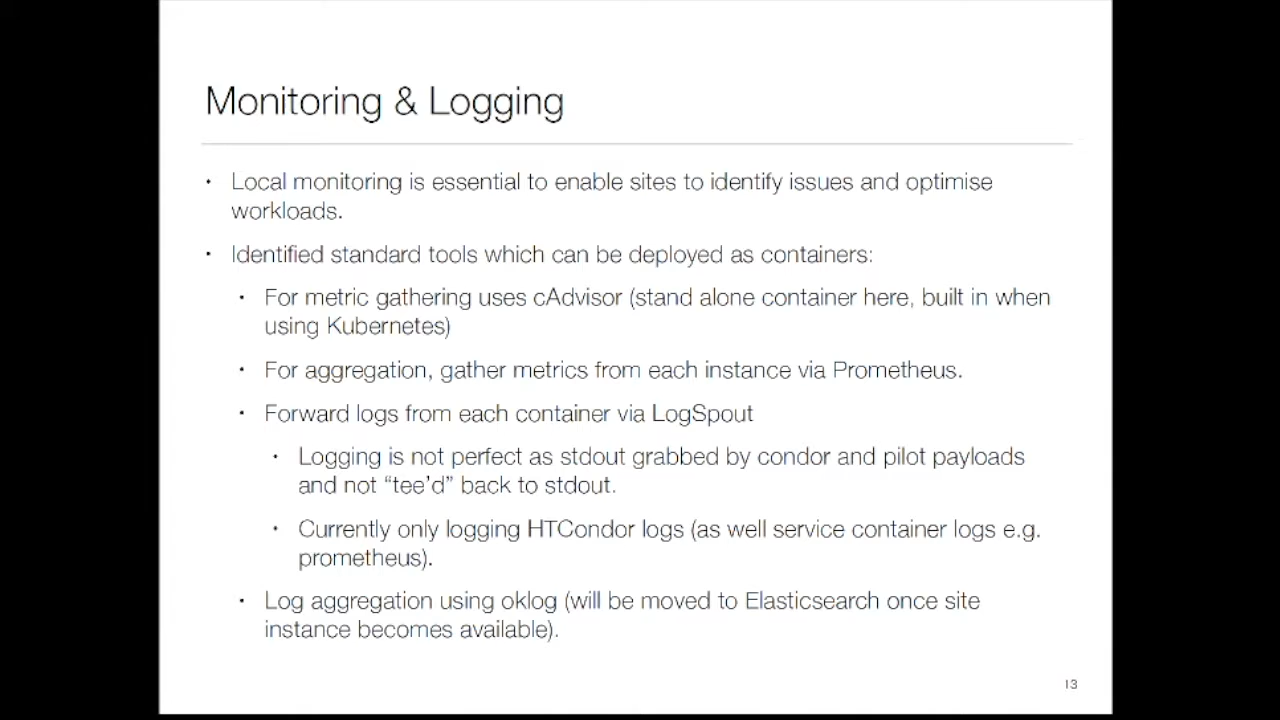 Monitoring & Logging
• Local monitoring is essential to enable sites to identify issues and optimise
workloads.
• Identified standard tools which can be deployed as containers:
• For metric gathering uses cAdvisor (stand alone container here, built in when
using Kubernetes)
• For aggregation, gather metrics from each instance via Prometheus.
• Forward logs from each container via LogSpout
• Logging is not perfect as stdout grabbed by condor and pilot payloads
and not “tee’d” back to stdout.
• Currently only logging HTCondor logs (as well service container logs e.g.
prometheus).
• Log aggregation using oklog (will be moved to Elasticsearch once site
instance becomes available).
13